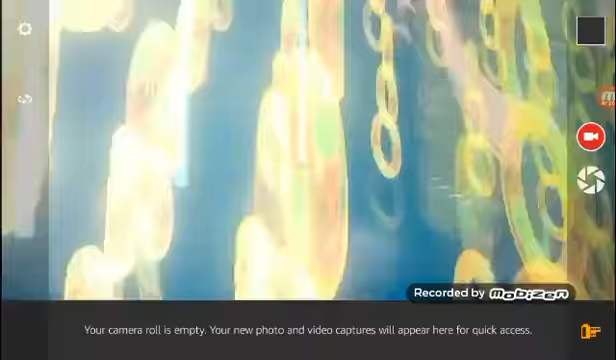 Recorded by mobizen
Your camera roll is empty. Your new photo and video captures will appear here for quick access.